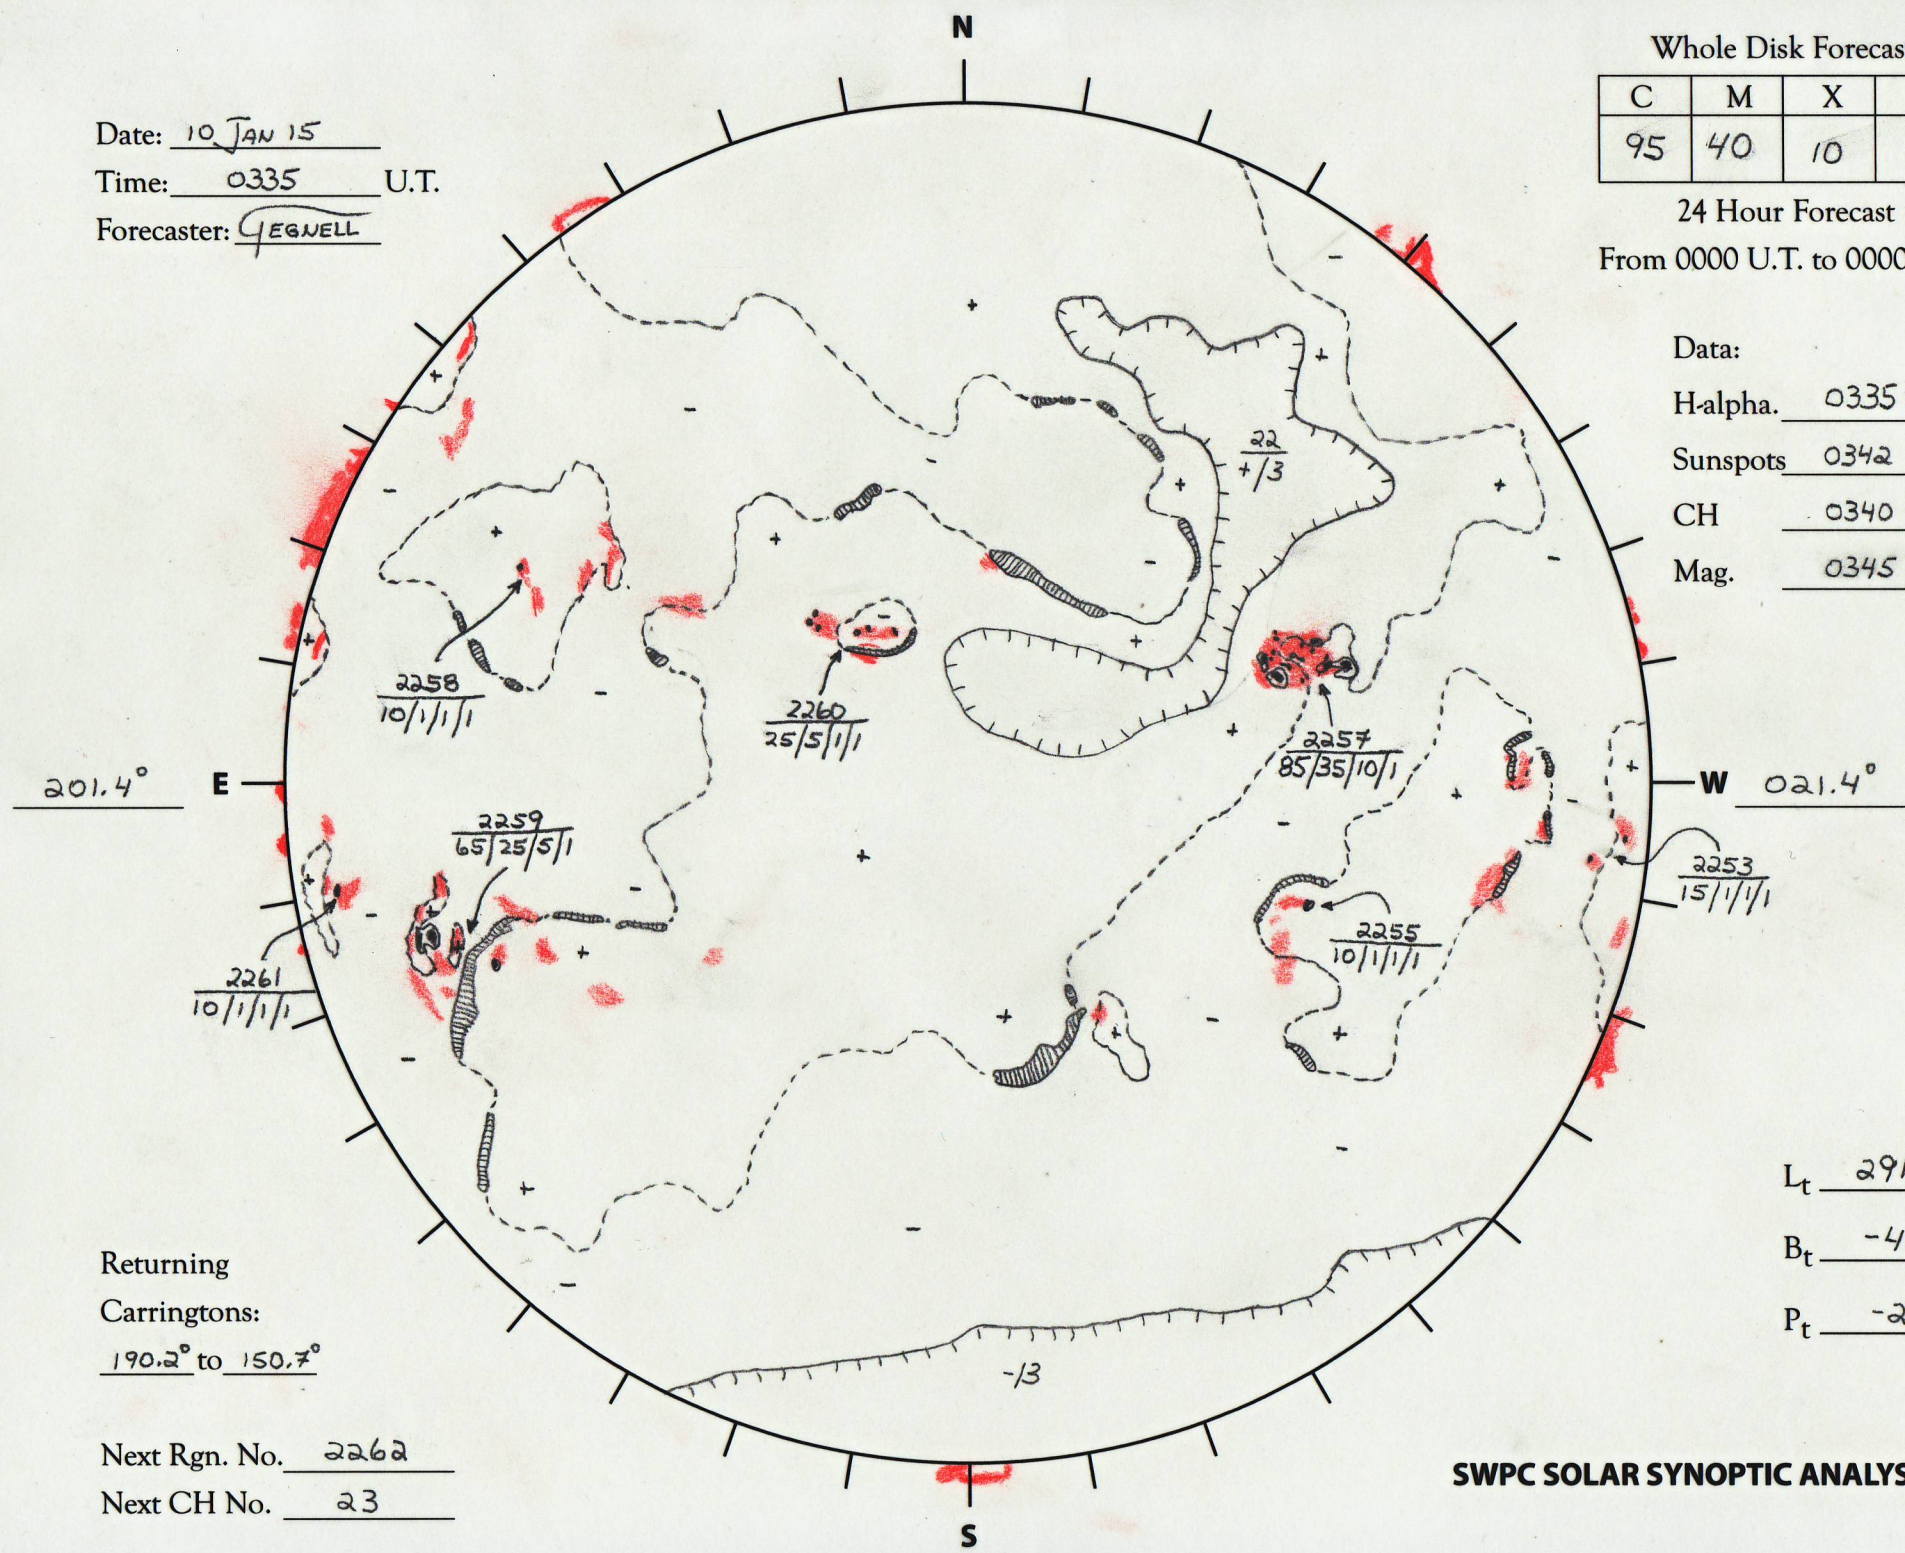 N
Whole Disk Forecas
C M X
95 40 10
24 Hour Forecast
From 0000 U.T. to 0000
Date: 10 JAN 15
Time: 0335 U.T.
Forecaster: GEGNELL
Data:
H-alpha. 0335
Sunspots 0342
CH 0340
Mag. 0345
22
+/3
2258
10/1/1/1
2260
25/5/1/1
2257
85/35/10/1
201.4° E
W 021.4°
2259
65/25/5/1
2253
15/1/1/1
2255
10/1/1/1
2261
10/1/1/1
Lt 291
Bt -4
Pt -2
Returning
Carringtons:
190.2° to 150.7°
-13
Next Rgn. No. 2262
Next CH No. 23
SWPC SOLAR SYNOPTIC ANALYS
S